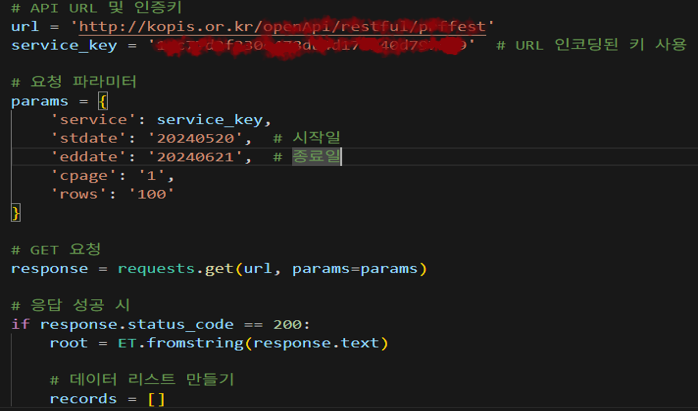 # API URL 및 인증키
url = 'http://kopis.or.kr/openApi/restful/prffest'
service_key = ' # URL 인코딩된 키 사용
# 요청 파라미터
params = {
'service': service_key,
'stdate': '20240520', # 시작일
'eddate': '20240621', # 종료일
'cpage': '1',
'rows': '100'
}
# GET 요청
response = requests.get(url, params=params)
# 응답 성공 시
if response.status_code == 200:
root = ET.fromstring(response.text)
# 데이터 리스트 만들기
records = []